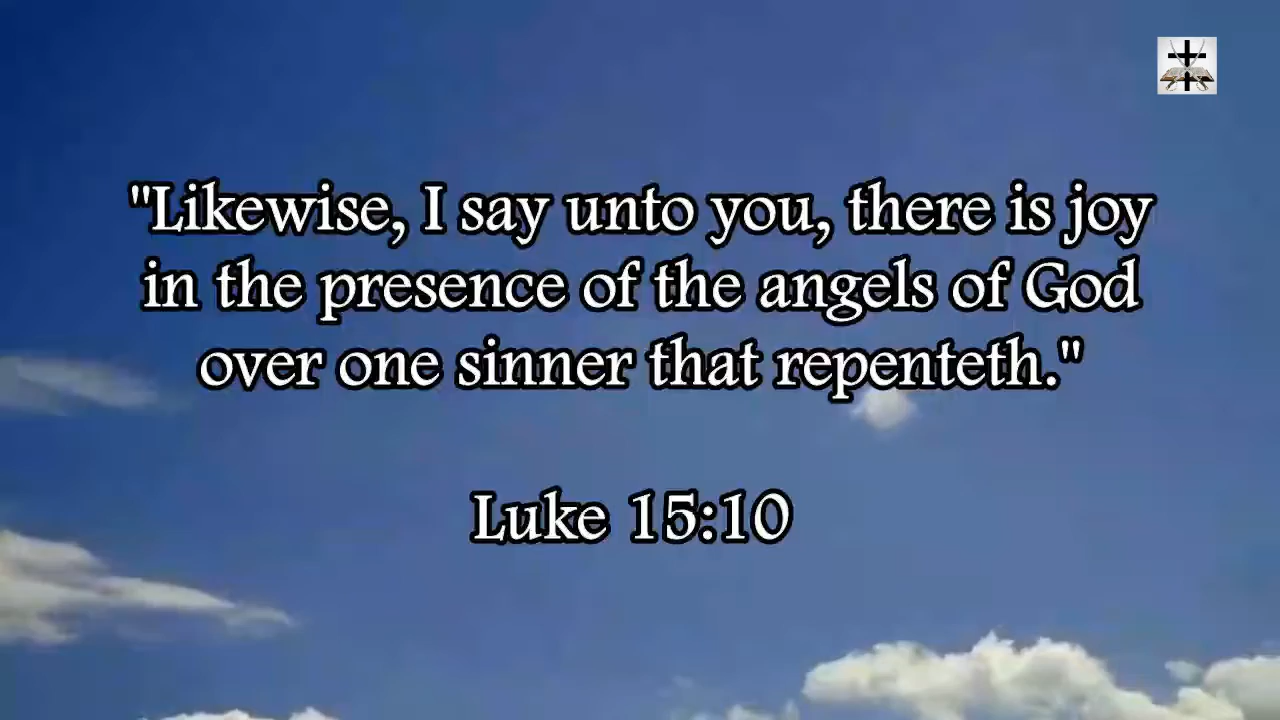 "Likewise, I say unto you, there is joy
in the presence of the angels of God
over one sinner that repenteth."
Luke 15:10